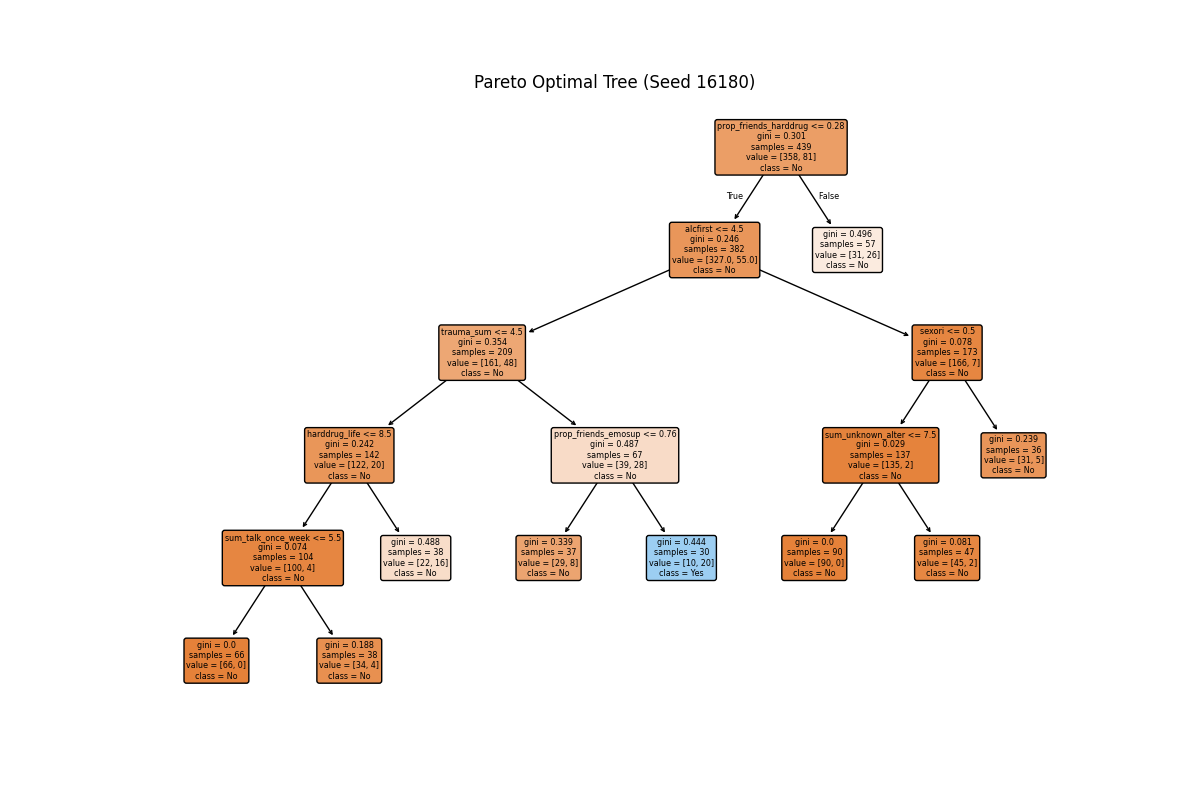 Pareto Optimal Tree (Seed 16180)
prop_friends_harddrug <= 0.28
gini = 0.301
samples = 439
value = [358, 81]
class = No
True
False
alcfirst <= 4.5
gini = 0.246
samples = 382
value = [327.0, 55.0]
class = No
gini = 0.496
samples = 57
value = [31, 26]
class = No
trauma_sum <= 4.5
gini = 0.354
samples = 209
value = [161, 48]
class = No
sexori <= 0.5
gini = 0.078
samples = 173
value = [166, 7]
class = No
harddrug_life <= 8.5
gini = 0.242
samples = 142
value = [122, 20]
class = No
prop_friends_emosup <= 0.76
gini = 0.487
samples = 67
value = [39, 28]
class = No
sum_unknown_alter <= 7.5
gini = 0.029
samples = 137
value = [135, 2]
class = No
gini = 0.239
samples = 36
value = [31, 5]
class = No
sum_talk_once_week <= 5.5
gini = 0.074
samples = 104
value = [100, 4]
class = No
gini = 0.488
samples = 38
value = [22, 16]
class = No
gini = 0.339
samples = 37
value = [29, 8]
class = No
gini = 0.444
samples = 30
value = [10, 20]
class = Yes
gini = 0.0
samples = 90
value = [90, 0]
class = No
gini = 0.081
samples = 47
value = [45, 2]
class = No
gini = 0.0
samples = 66
value = [66, 0]
class = No
gini = 0.188
samples = 38
value = [34, 4]
class = No